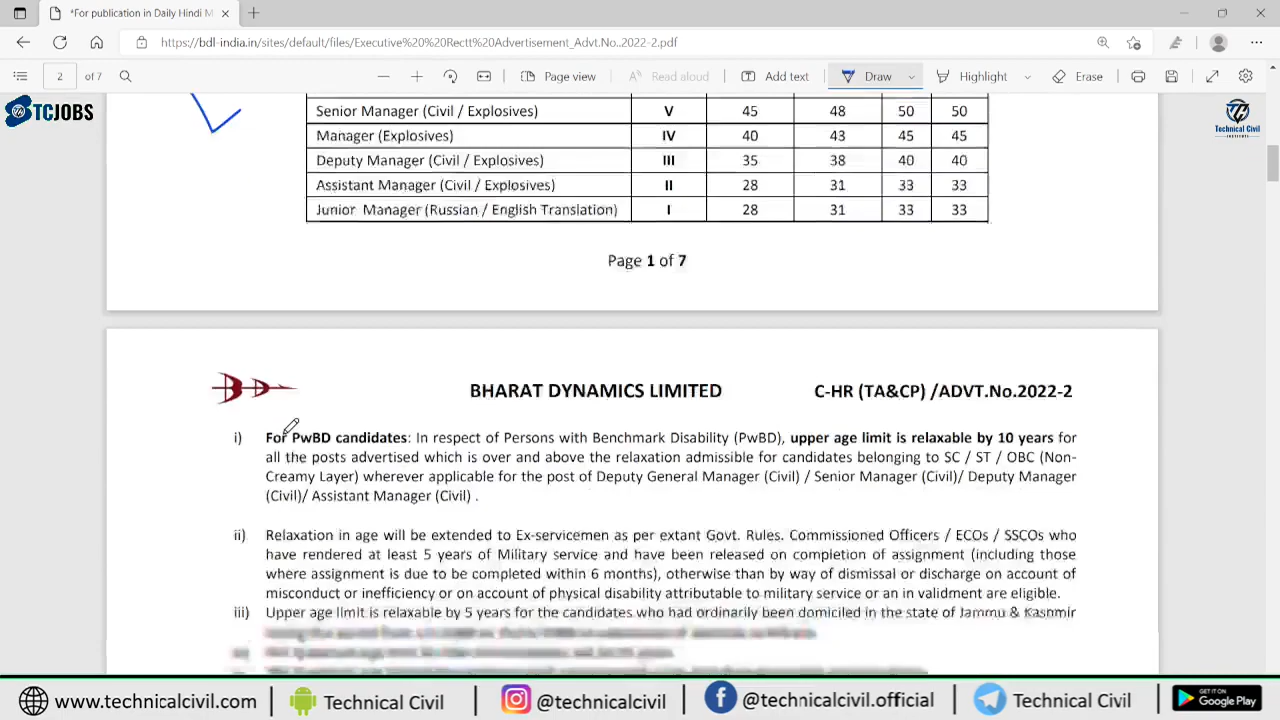 *For publication in Daily Hindi M
https://bdl-india.in/sites/default/files/Executive%20%20Rectt%20Advertisement_Advt.No..2022-2.pdf
2 of 7
Page view
Read aloud
Add text
Draw
Highlight
Erase
STCJOBS
Technical Civil
INSTITUTE
Senior Manager (Civil / Explosives) V 45 48 50 50
Manager (Explosives) IV 40 43 45 45
Deputy Manager (Civil / Explosives) III 35 38 40 40
Assistant Manager (Civil / Explosives) II 28 31 33 33
Junior Manager (Russian / English Translation) I 28 31 33 33
Page 1 of 7
BHARAT DYNAMICS LIMITED C-HR (TA&CP) /ADVT.No.2022-2
i) For PwBD candidates: In respect of Persons with Benchmark Disability (PwBD), upper age limit is relaxable by 10 years for
all the posts advertised which is over and above the relaxation admissible for candidates belonging to SC / ST / OBC (Non-
Creamy Layer) wherever applicable for the post of Deputy General Manager (Civil) / Senior Manager (Civil)/ Deputy Manager
(Civil)/ Assistant Manager (Civil) .
ii) Relaxation in age will be extended to Ex-servicemen as per extant Govt. Rules. Commissioned Officers / ECOs / SSCOs who
have rendered at least 5 years of Military service and have been released on completion of assignment (including those
where assignment is due to be completed within 6 months), otherwise than by way of dismissal or discharge on account of
misconduct or inefficiency or on account of physical disability attributable to military service or an in validment are eligible.
iii) Upper age limit is relaxable by 5 years for the candidates who had ordinarily been domiciled in the state of Jammu & Kasmir
www.technicalcivil.com
Technical Civil
@technicalcivil
@technicalcivil.official
Technical Civil
GET IT ON
Google Play